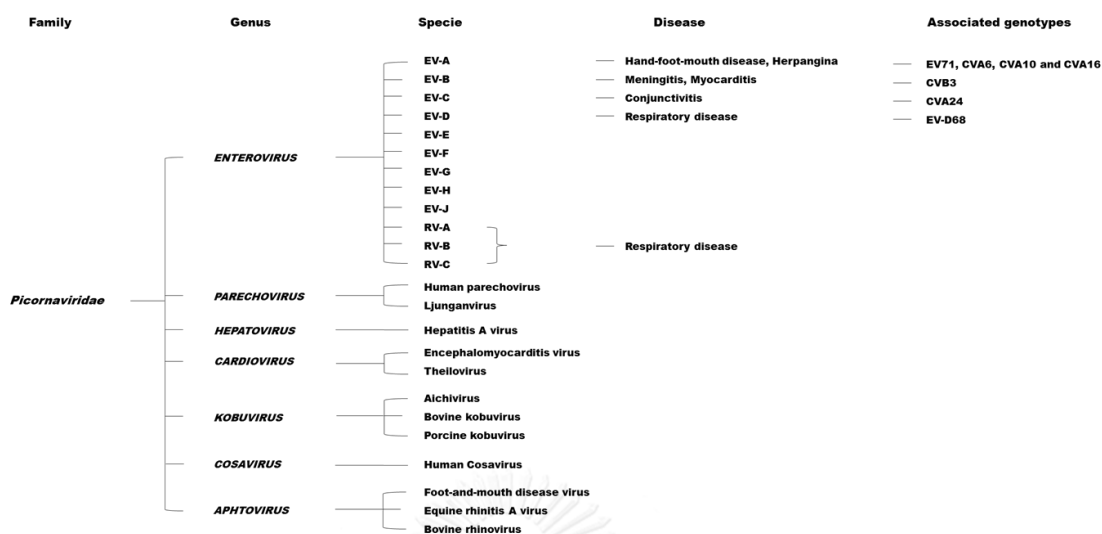 Family Genus Specie Disease Associated genotypes
EV-A Hand-foot-mouth disease, Herpangina EV71, CVA6, CVA10 and CVA16
EV-B Meningitis, Myocarditis CVB3
EV-C Conjunctivitis CVA24
EV-D Respiratory disease EV-D68
EV-E
ENTEROVIRUS EV-F
EV-G
EV-H
EV-J
RV-A
RV-B Respiratory disease
RV-C
Human parechovirus
Picornaviridae PARECHOVIRUS
Ljunganvirus
HEPATOVIRUS Hepatitis A virus
Encephalomyocarditis virus
CARDIOVIRUS
Theilovirus
Aichivirus
KOBUVIRUS Bovine kobuvirus
Porcine kobuvirus
COSAVIRUS Human Cosavirus
Foot-and-mouth disease virus
APHTOVIRUS Equine rhinitis A virus
Bovine rhinovirus